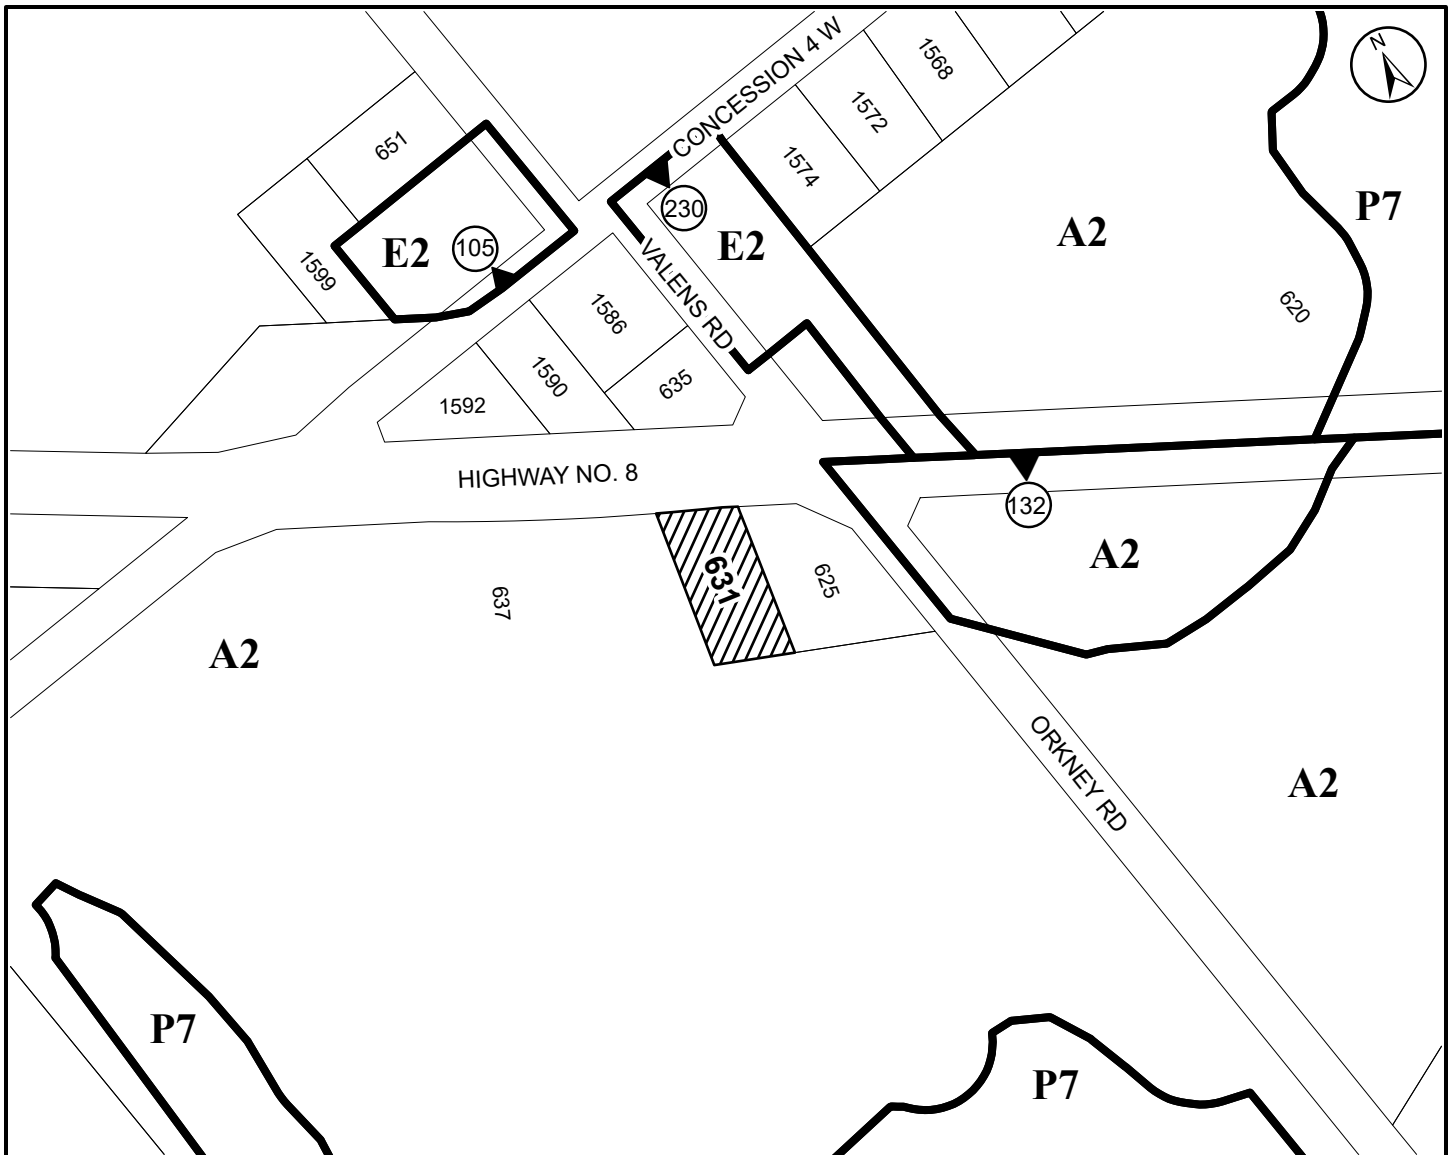 CONCESSION 4 W
1568
N
651
1572
1574
P7
230
A2
E2
105
E2
1599
VALENS RD
1586
620
1590
635
1592
HIGHWAY NO. 8
132
A2
631
625
637
A2
ORKNEY RD
A2
P7
P7